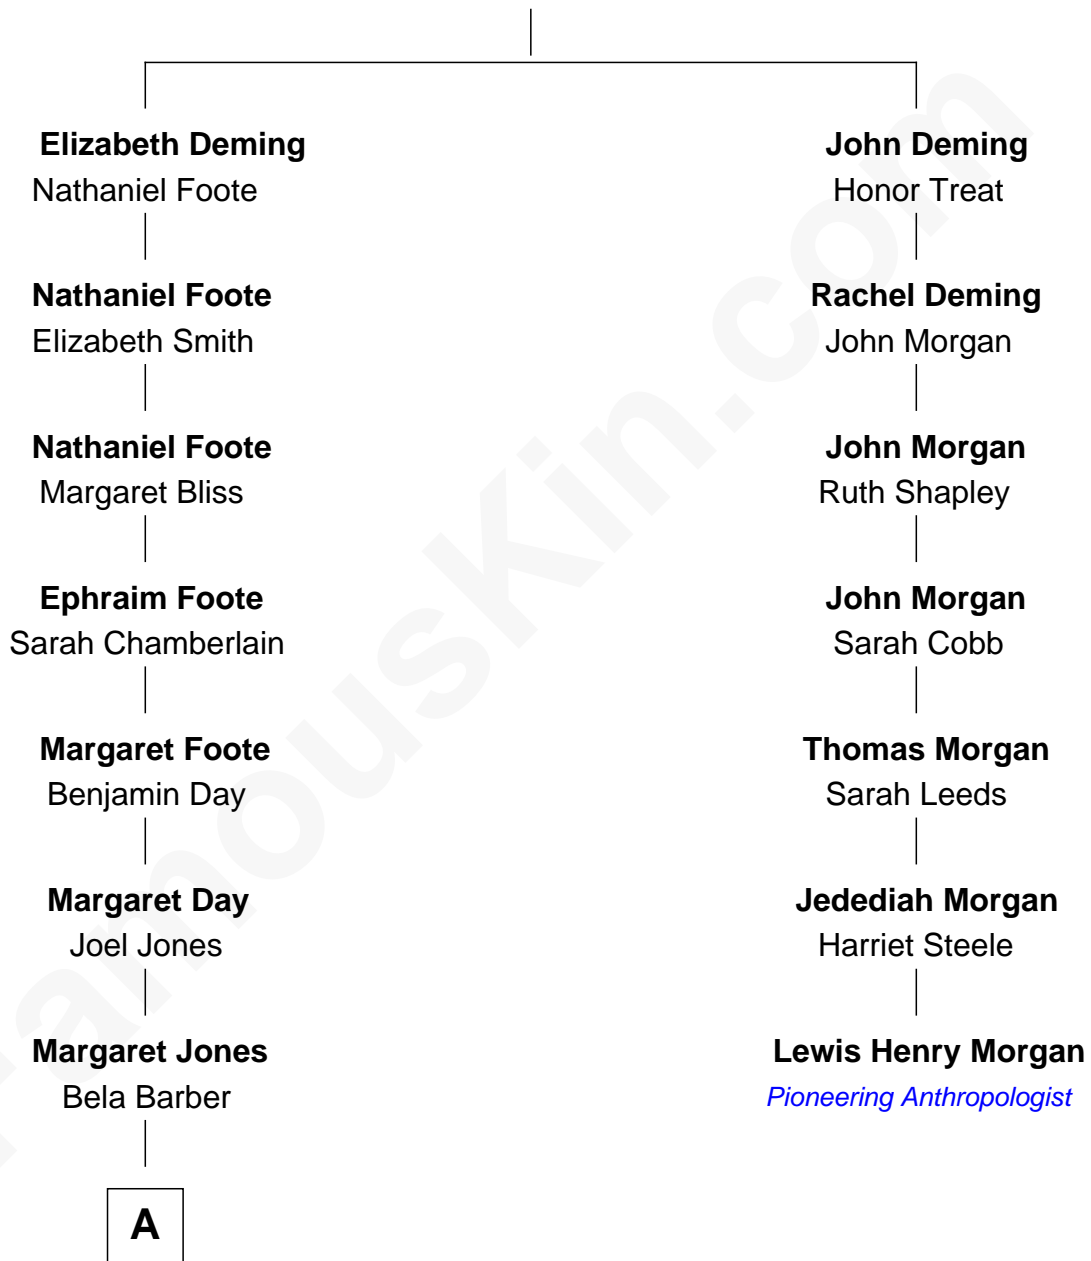 Elizabeth Deming
Nathaniel Foote
Nathaniel Foote
Elizabeth Smith
Nathaniel Foote
Margaret Bliss
Ephraim Foote
Sarah Chamberlain
Margaret Foote
Benjamin Day
Margaret Day
Joel Jones
Margaret Jones
Bela Barber
A
John Deming
Honor Treat
Rachel Deming
John Morgan
John Morgan
Ruth Shapley
John Morgan
Sarah Cobb
Thomas Morgan
Sarah Leeds
Jedediah Morgan
Harriet Steele
Lewis Henry Morgan
Pioneering Anthropologist
FamousKin.com